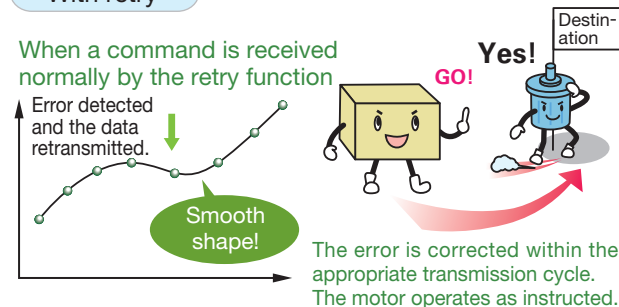 With retry
When a command is received
normally by the retry function
Error detected
and the data
retransmitted.
Smooth
shape!
GO!
Yes!
Destin-
ation
The error is corrected within the
appropriate transmission cycle.
The motor operates as instructed.